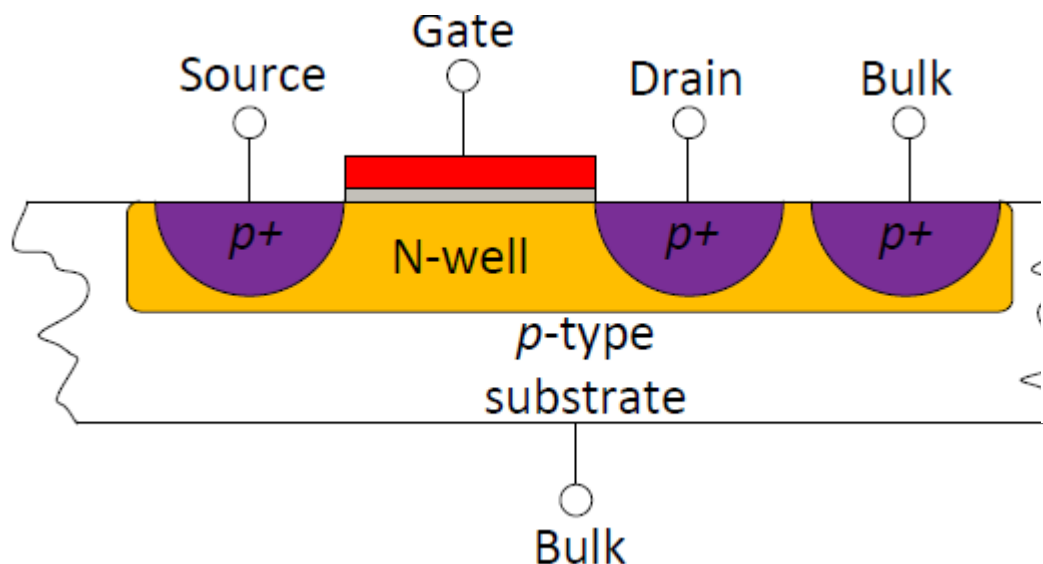 Gate
Source
Drain
Bulk
p+
p+
p+
N-well
p-type
substrate
Bulk